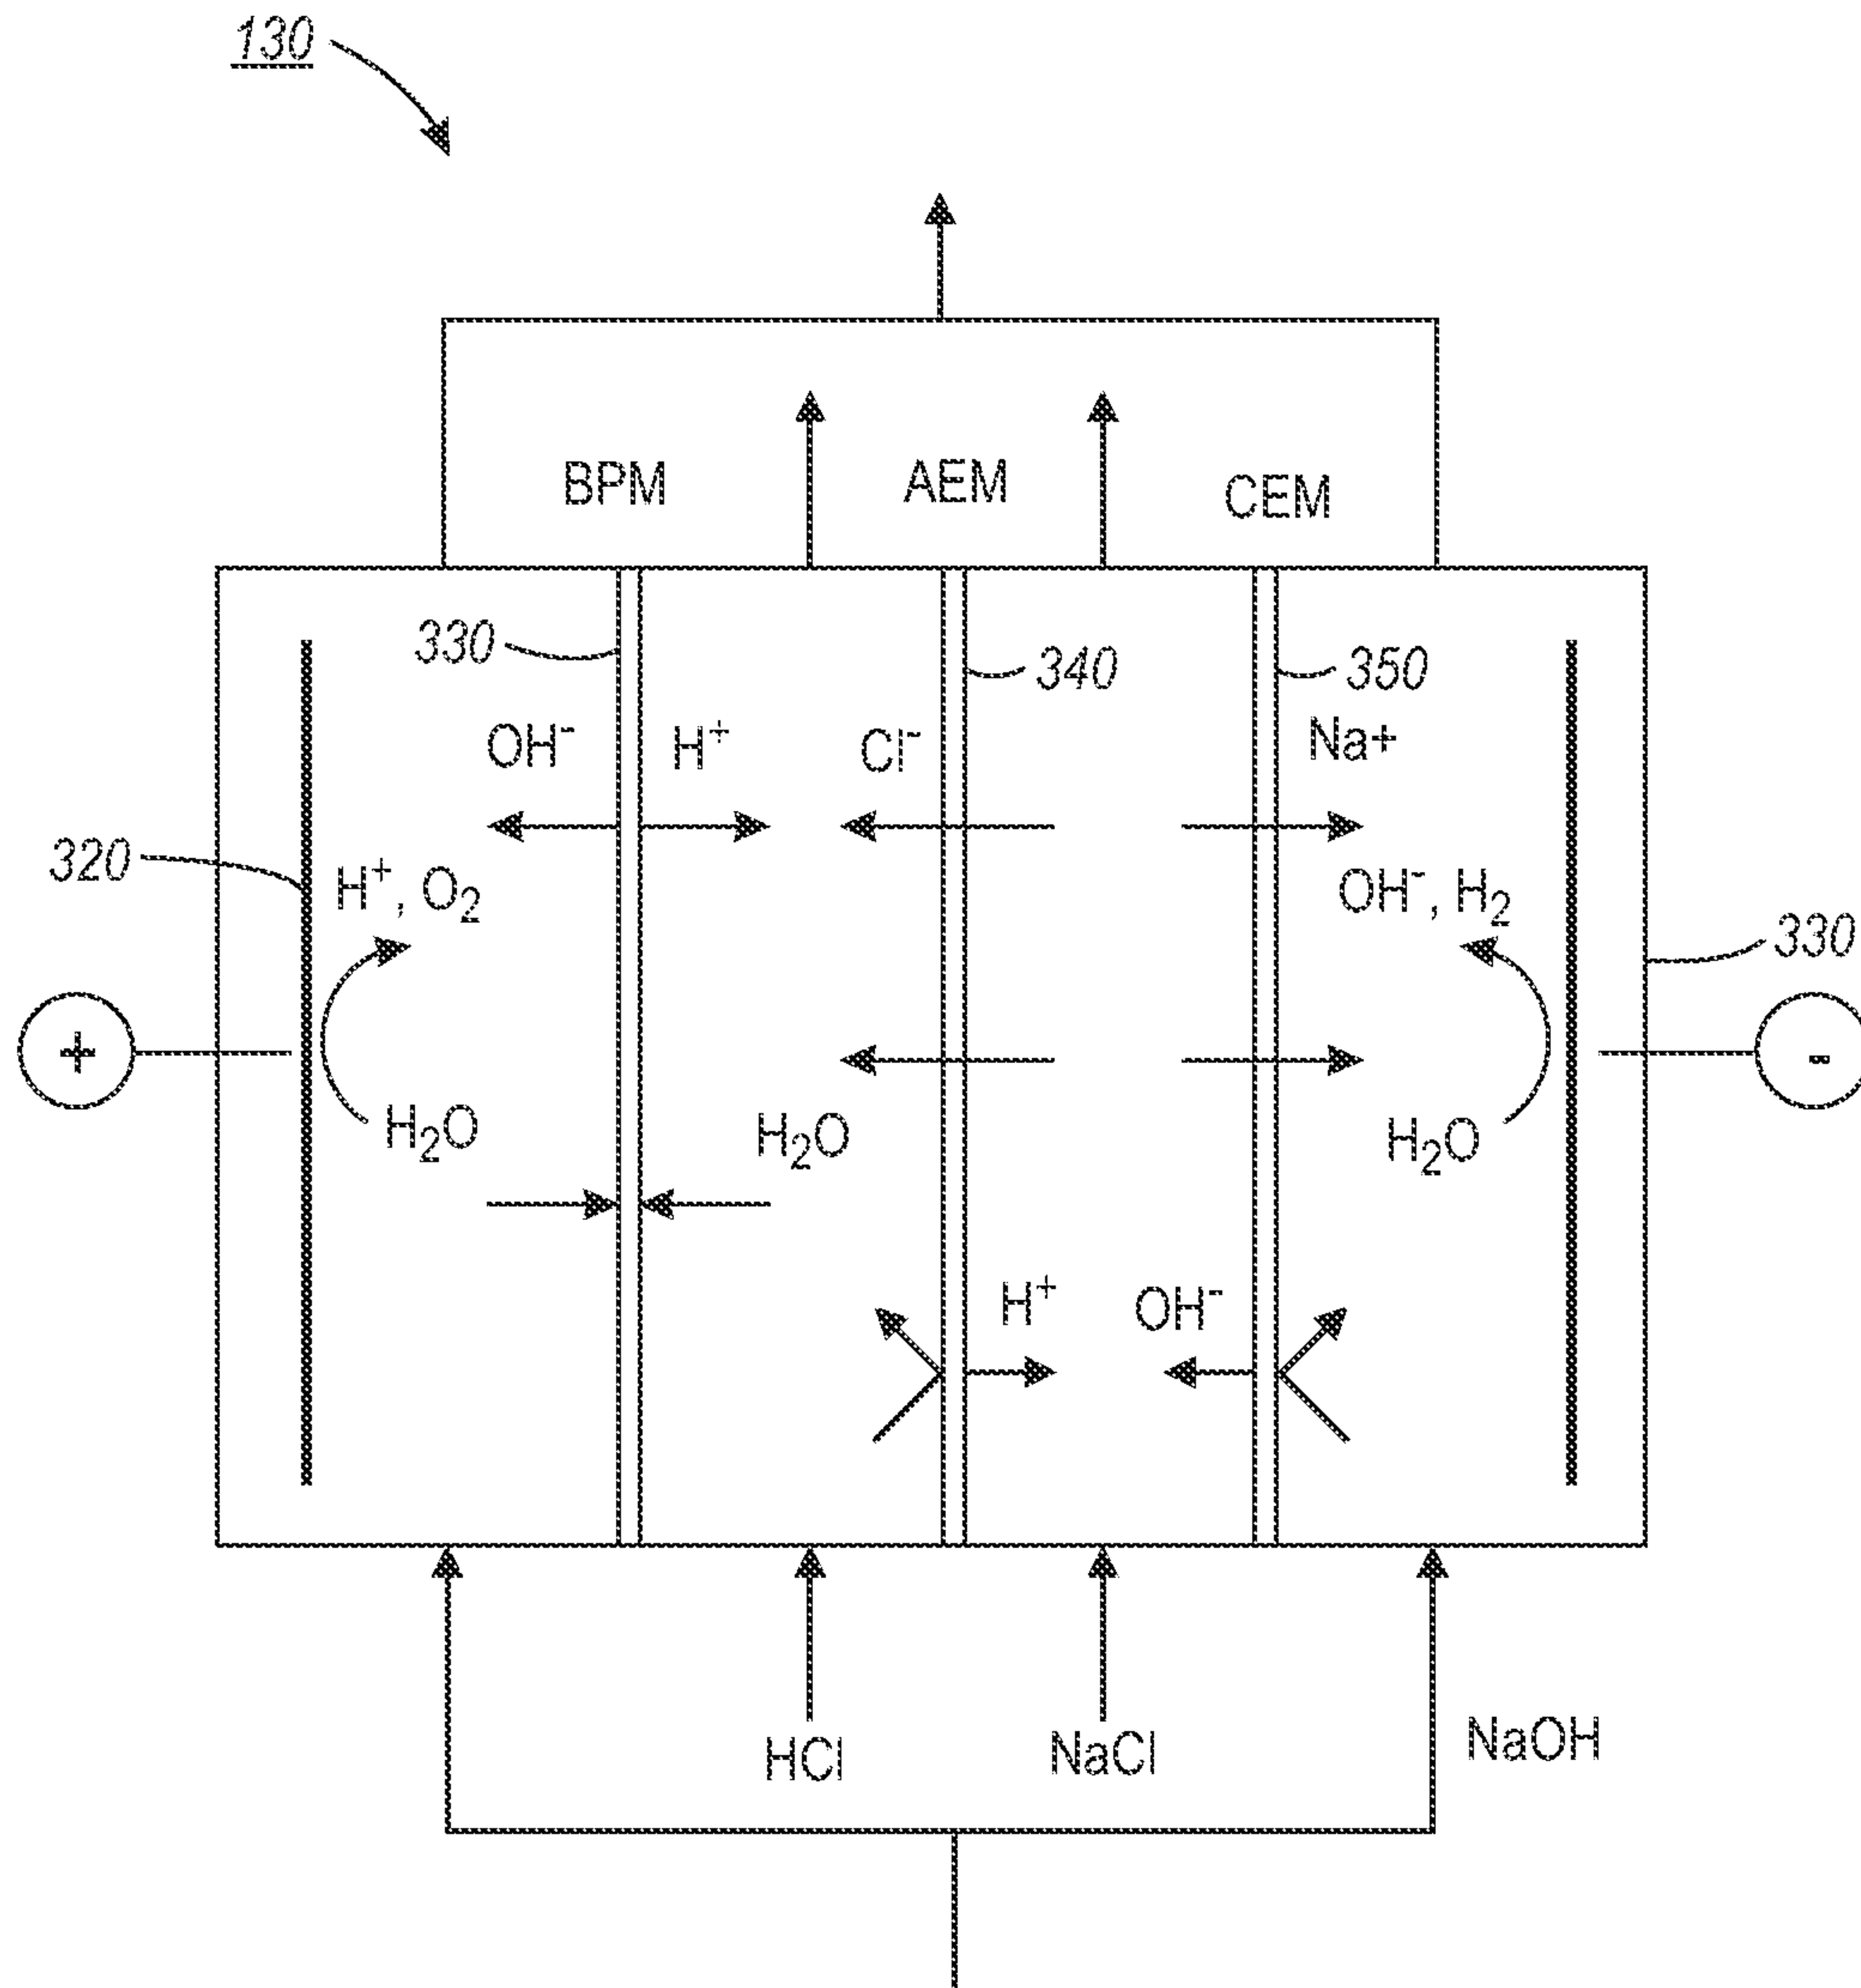 130
BPM
AEM
CEM
330
340
350
OH⁻
H⁺
Cl⁻
Na+
320
H⁺, O₂
OH⁻, H₂
330
+
-
H₂O
H₂O
H₂O
H⁺
OH⁻
HCl
NaCl
NaOH